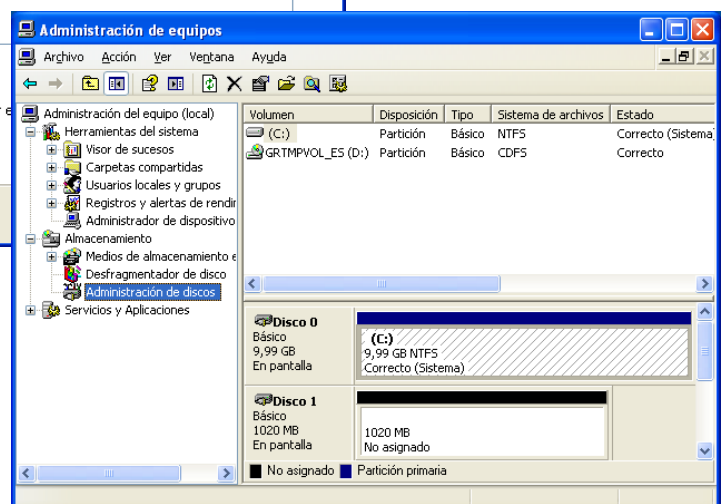 Administración de equipos
Archivo Acción Ver Ventana Ayuda
Administración del equipo (local)
Herramientas del sistema
Visor de sucesos
Carpetas compartidas
Usuarios locales y grupos
Registros y alertas de rendir
Administrador de dispositivo
Almacenamiento
Medios de almacenamiento e
Desfragmentador de disco
Administración de discos
Servicios y Aplicaciones
Volumen Disposición Tipo Sistema de archivos Estado
(C:) Partición Básico NTFS Correcto (Sistema)
GRTMPVOL_ES (D:) Partición Básico CDFS Correcto
Disco 0
Básico
9,99 GB
En pantalla
(C:)
9,99 GB NTFS
Correcto (Sistema)
Disco 1
Básico
1020 MB
En pantalla
1020 MB
No asignado
No asignado Partición primaria